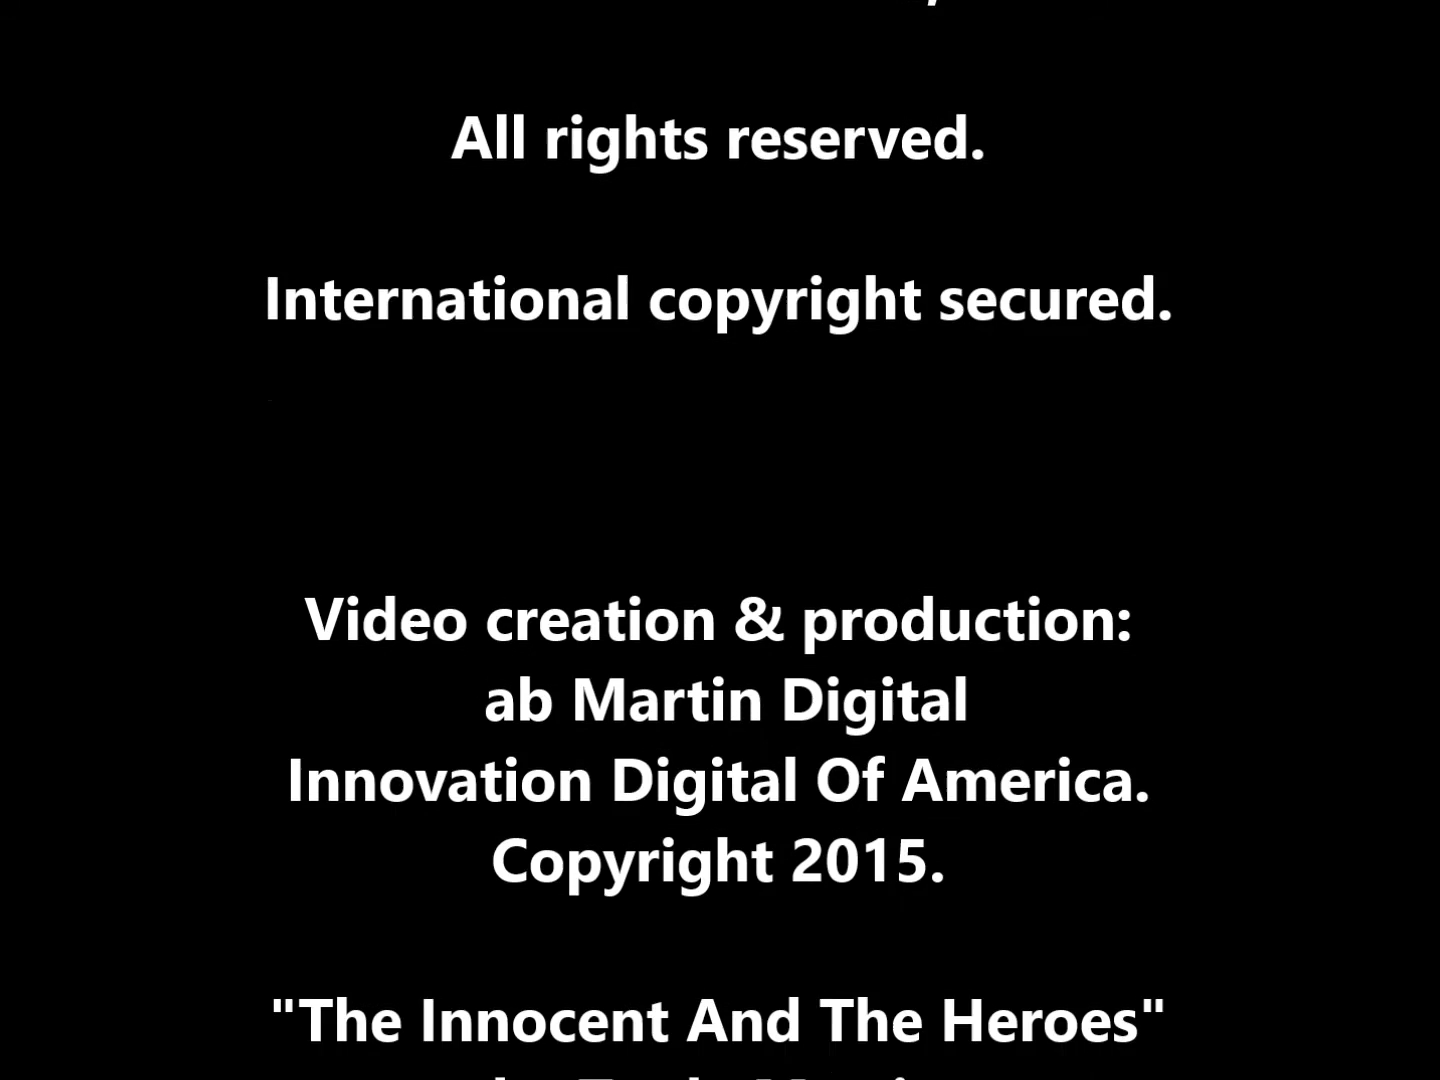 All rights reserved.
International copyright secured.
Video creation & production:
ab Martin Digital
Innovation Digital Of America.
Copyright 2015.
"The Innocent And The Heroes"